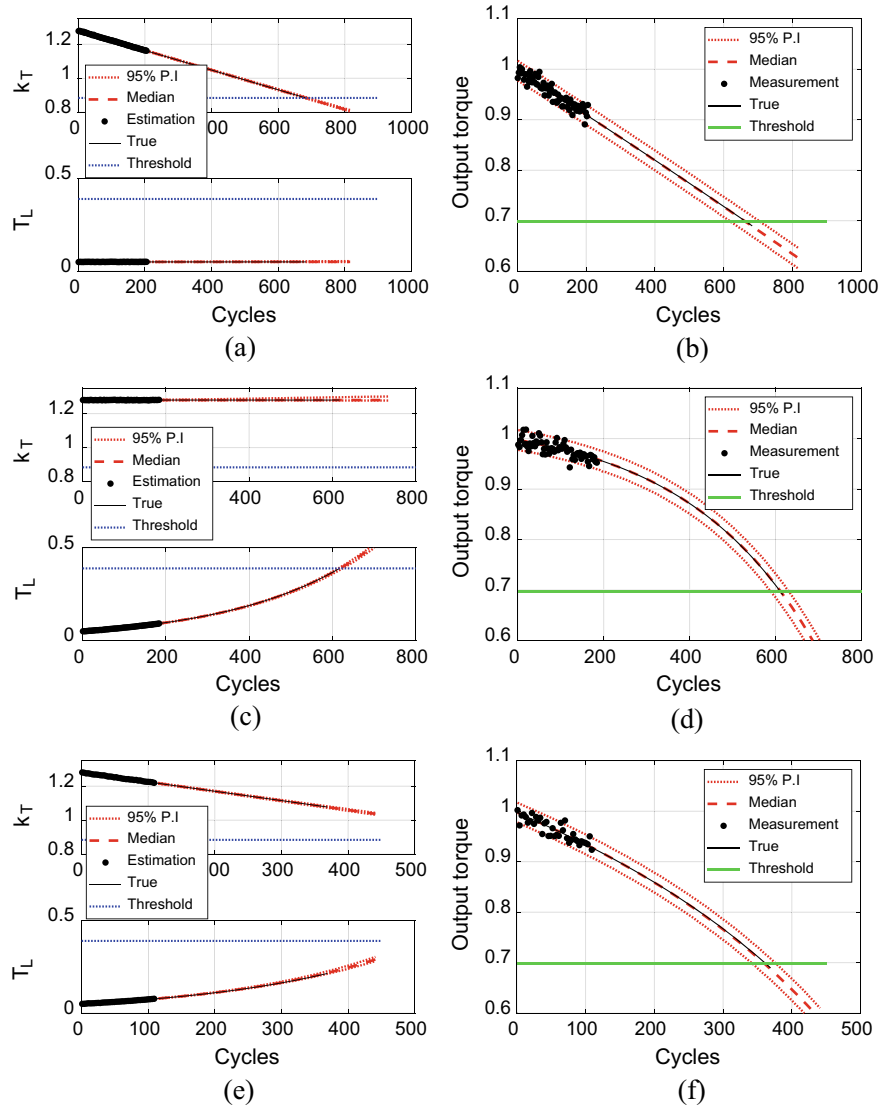 k_T
1.2
1
0.8
0
200
400
600
800
1000
95% P.I
Median
Estimation
True
Threshold
T_L
0.5
0
0
200
400
600
800
1000
Cycles
(a)
Output torque
1.1
1
0.9
0.8
0.7
0.6
0
200
400
600
800
1000
95% P.I
Median
Measurement
True
Threshold
Cycles
(b)
k_T
1.2
1
0.8
0
200
400
600
800
95% P.I
Median
Estimation
True
Threshold
T_L
0.5
0
0
200
400
600
800
Cycles
(c)
Output torque
1.1
1
0.9
0.8
0.7
0.6
0
200
400
600
800
95% P.I
Median
Measurement
True
Threshold
Cycles
(d)
k_T
1.2
1
0.8
0
100
200
300
400
500
95% P.I
Median
Estimation
True
Threshold
T_L
0.5
0
0
100
200
300
400
500
Cycles
(e)
Output torque
1.1
1
0.9
0.8
0.7
0.6
0
100
200
300
400
500
95% P.I
Median
Measurement
True
Threshold
Cycles
(f)